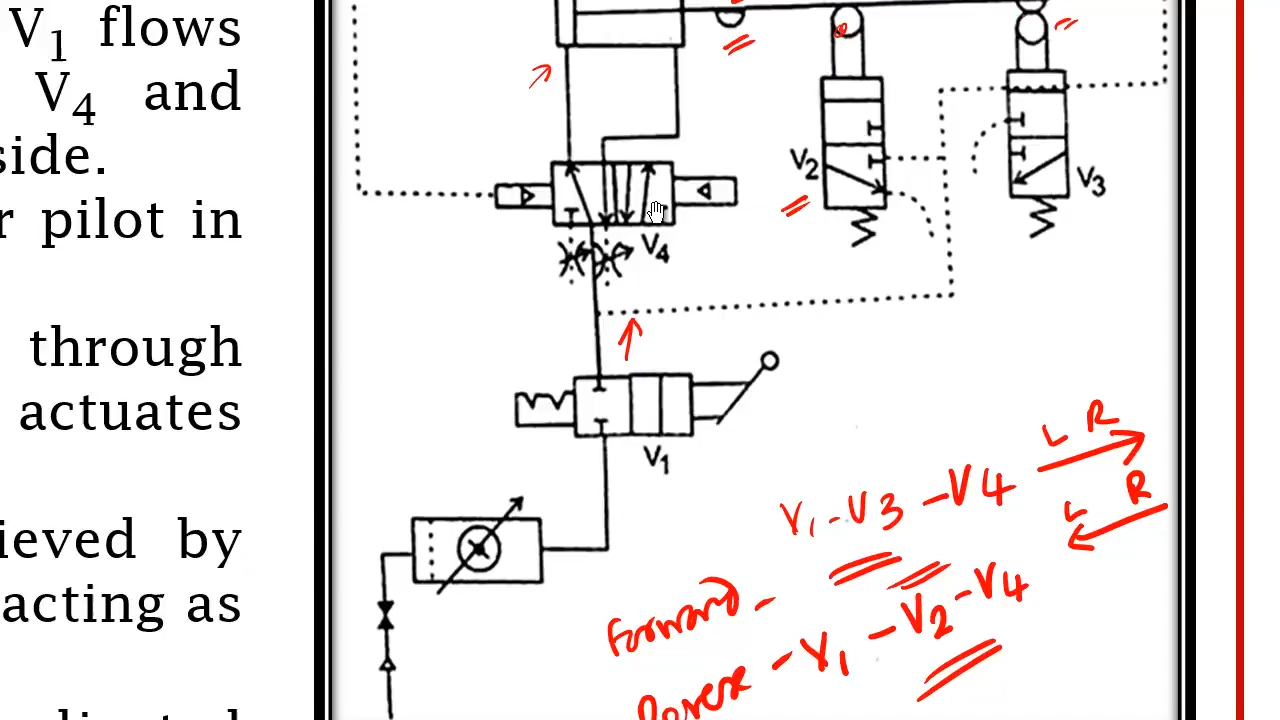 V1 flows
V4 and
side.
r pilot in
through
actuates
ieved by
acting as
V2
V3
V4
V1
L R
V1 - V3 - V4
L R
Forward -
Reverse - V1 - V2 - V4